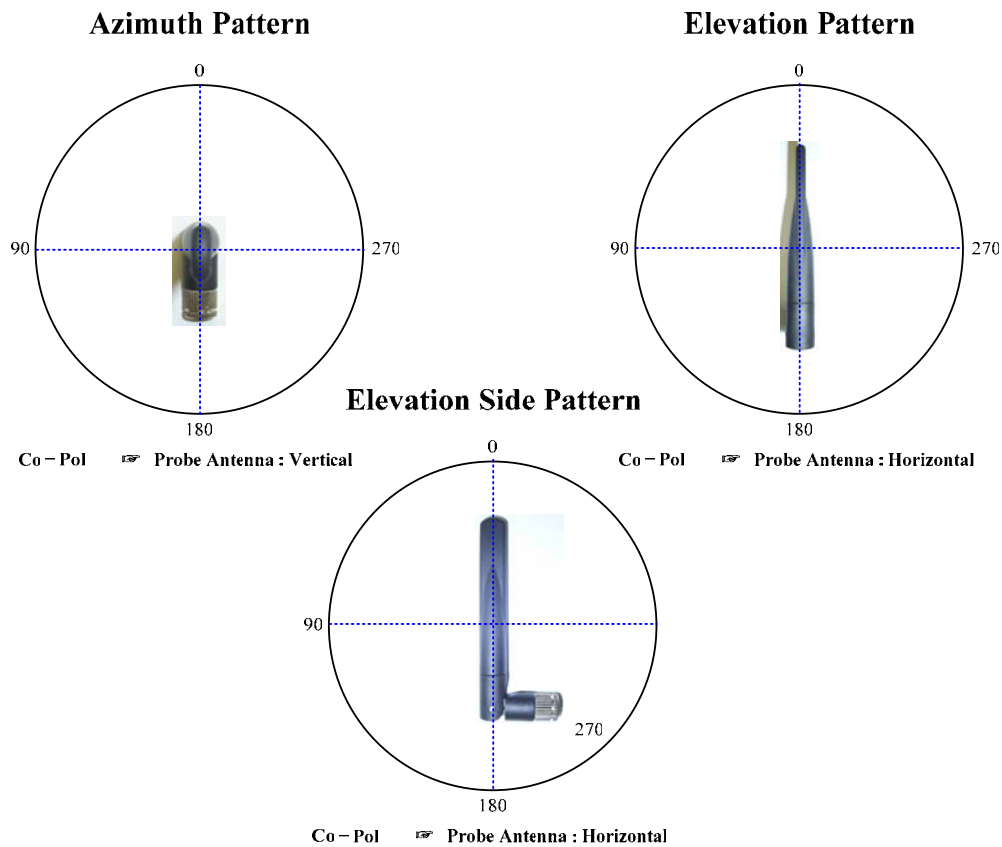 Azimuth Pattern
0
90
270
180
Co – Pol ☞ Probe Antenna : Vertical
Elevation Pattern
0
90
270
180
Co – Pol ☞ Probe Antenna : Horizontal
Elevation Side Pattern
0
90
270
180
Co – Pol ☞ Probe Antenna : Horizontal